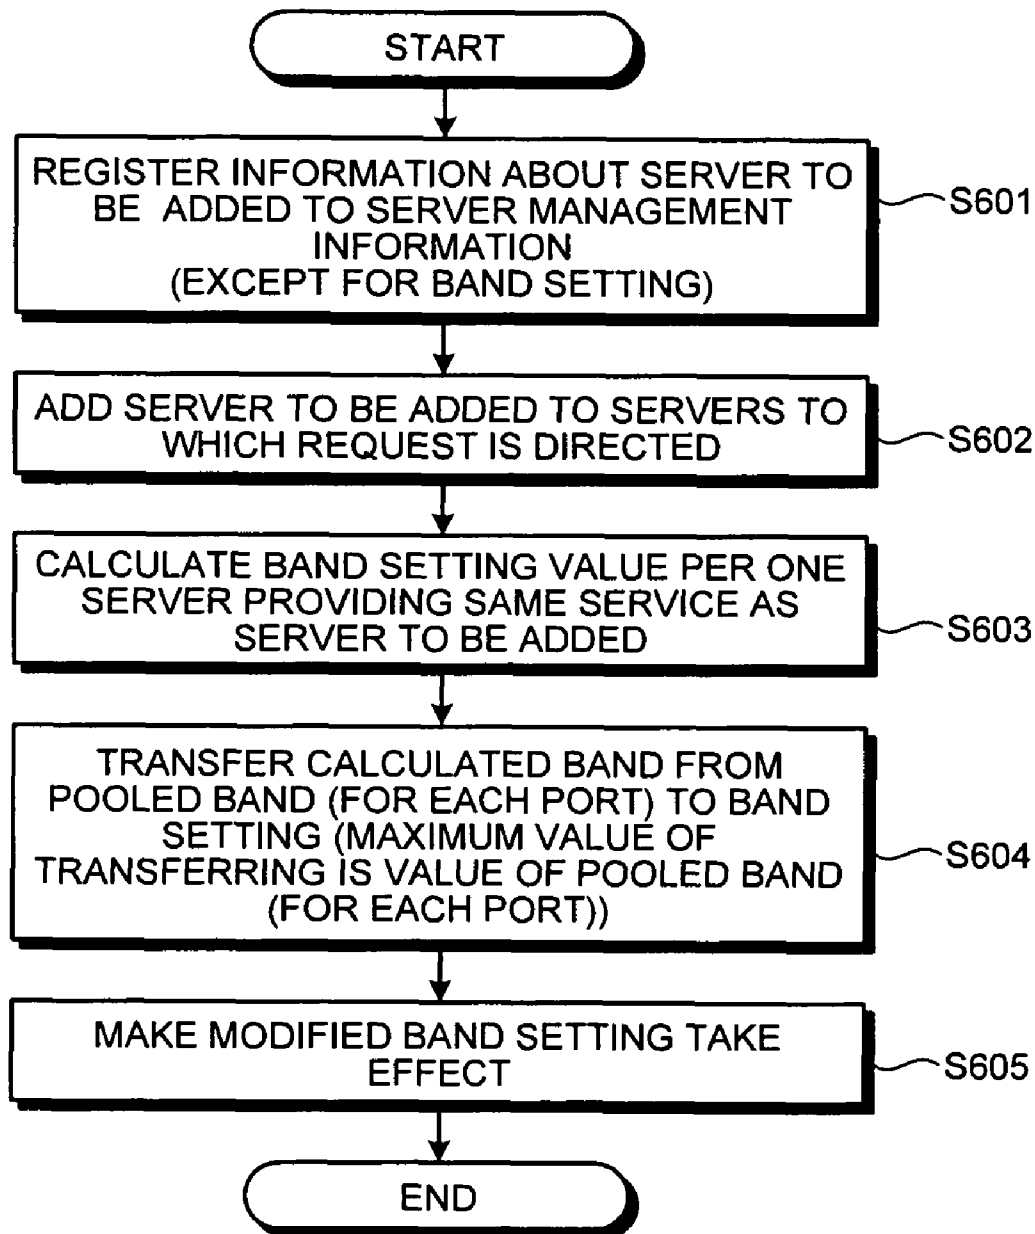 START
REGISTER INFORMATION ABOUT SERVER TO
BE ADDED TO SERVER MANAGEMENT
INFORMATION
(EXCEPT FOR BAND SETTING)
S601
ADD SERVER TO BE ADDED TO SERVERS TO
WHICH REQUEST IS DIRECTED
S602
CALCULATE BAND SETTING VALUE PER ONE
SERVER PROVIDING SAME SERVICE AS
SERVER TO BE ADDED
S603
TRANSFER CALCULATED BAND FROM
POOLED BAND (FOR EACH PORT) TO BAND
SETTING (MAXIMUM VALUE OF
TRANSFERRING IS VALUE OF POOLED BAND
(FOR EACH PORT))
S604
MAKE MODIFIED BAND SETTING TAKE
EFFECT
S605
END